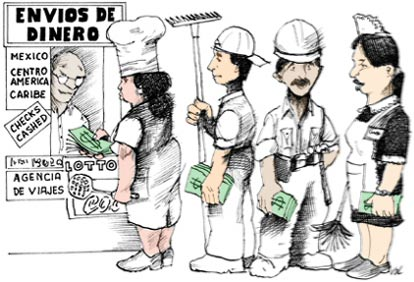 ENVIOS DE
DINERO
MEXICO
CENTRO
AMERICA
CARIBE
CHECKS
CASHED
LOTTO
AGENCIA
DE VIAJES